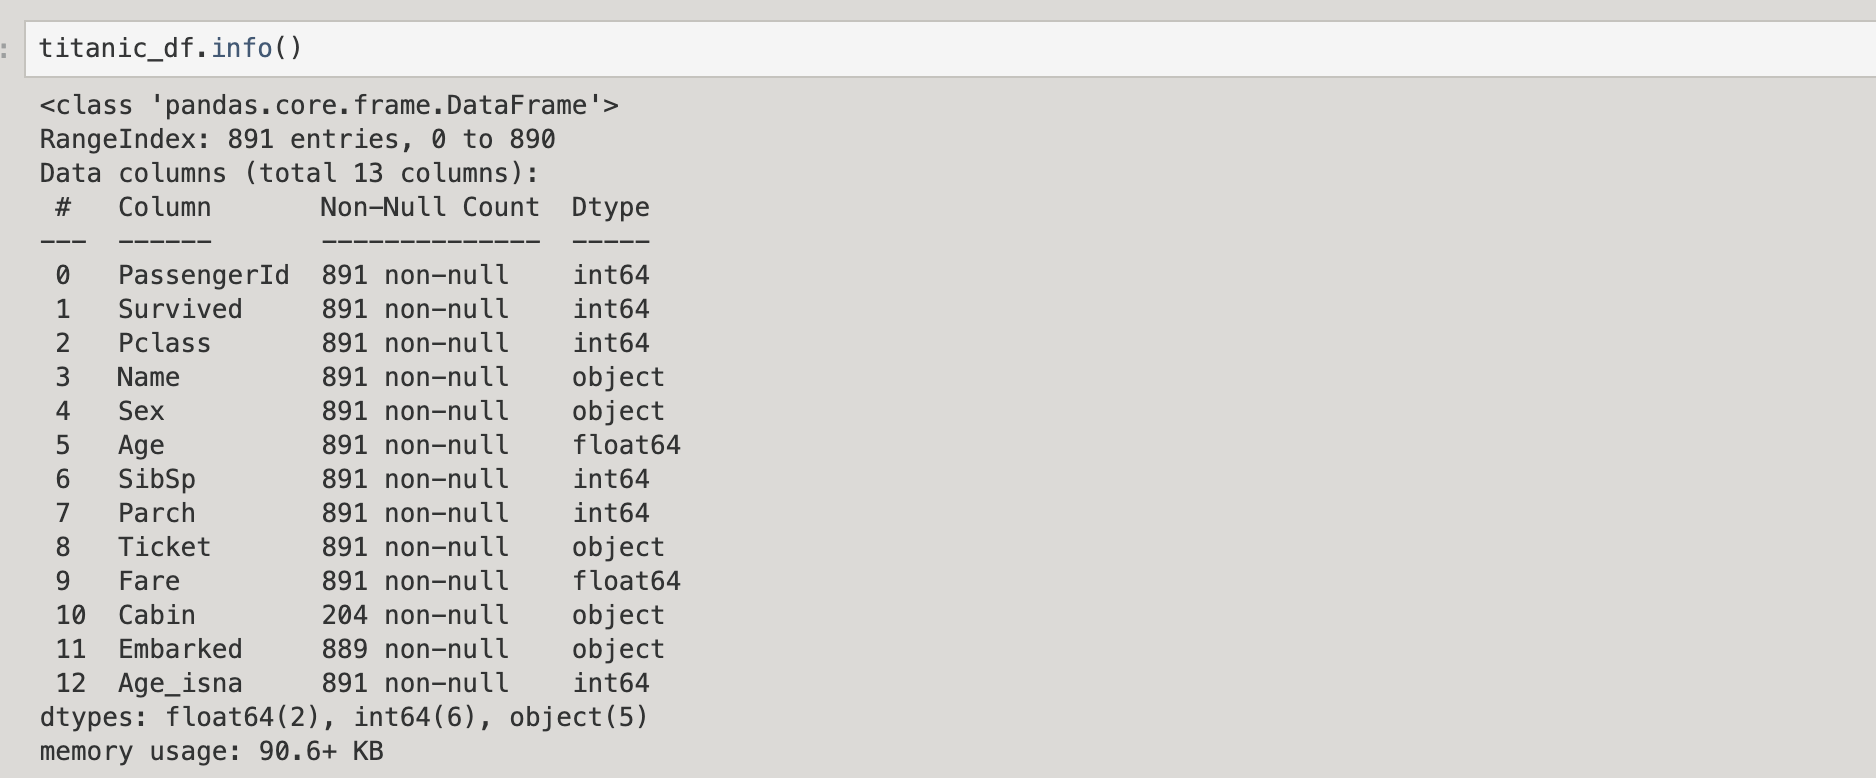 titanic_df.info()
<class 'pandas.core.frame.DataFrame'>
RangeIndex: 891 entries, 0 to 890
Data columns (total 13 columns):
 #   Column       Non-Null Count  Dtype
---  ------       --------------  -----
 0   PassengerId  891 non-null    int64
 1   Survived     891 non-null    int64
 2   Pclass       891 non-null    int64
 3   Name         891 non-null    object
 4   Sex          891 non-null    object
 5   Age          891 non-null    float64
 6   SibSp        891 non-null    int64
 7   Parch        891 non-null    int64
 8   Ticket       891 non-null    object
 9   Fare         891 non-null    float64
 10  Cabin        204 non-null    object
 11  Embarked     889 non-null    object
 12  Age_isna     891 non-null    int64
dtypes: float64(2), int64(6), object(5)
memory usage: 90.6+ KB